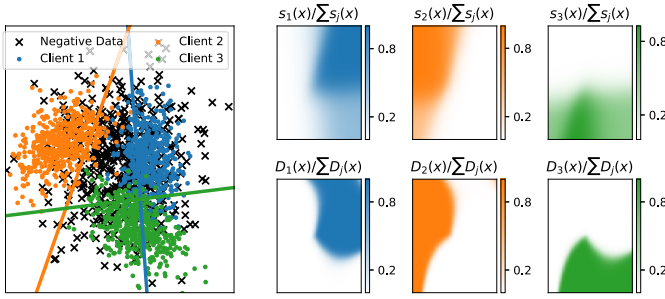 Negative Data
Client 1
Client 2
Client 3
s₁(x)/∑sⱼ(x)
0.8
0.2
s₂(x)/∑sⱼ(x)
0.8
0.2
s₃(x)/∑sⱼ(x)
0.8
0.2
D₁(x)/∑Dⱼ(x)
0.8
0.2
D₂(x)/∑Dⱼ(x)
0.8
0.2
D₃(x)/∑Dⱼ(x)
0.8
0.2